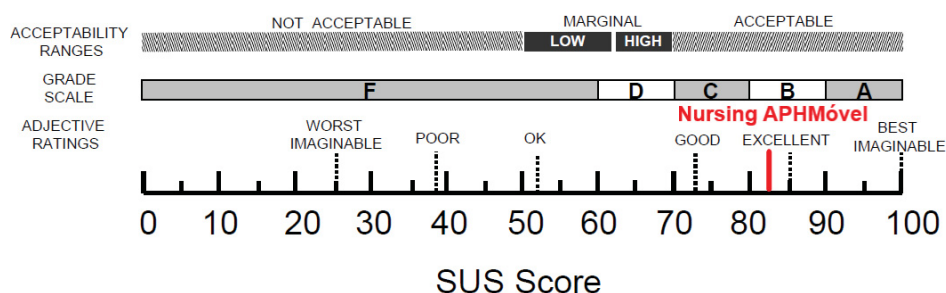 NOT ACCEPTABLE MARGINAL ACCEPTABLE
ACCEPTABILITY
RANGES
LOW HIGH
GRADE
SCALE
F D C B A
Nursing APHMóvel
ADJECTIVE
RATINGS
WORST
IMAGINABLE
POOR
OK
GOOD
EXCELLENT
BEST
IMAGINABLE
0 10 20 30 40 50 60 70 80 90 100
SUS Score